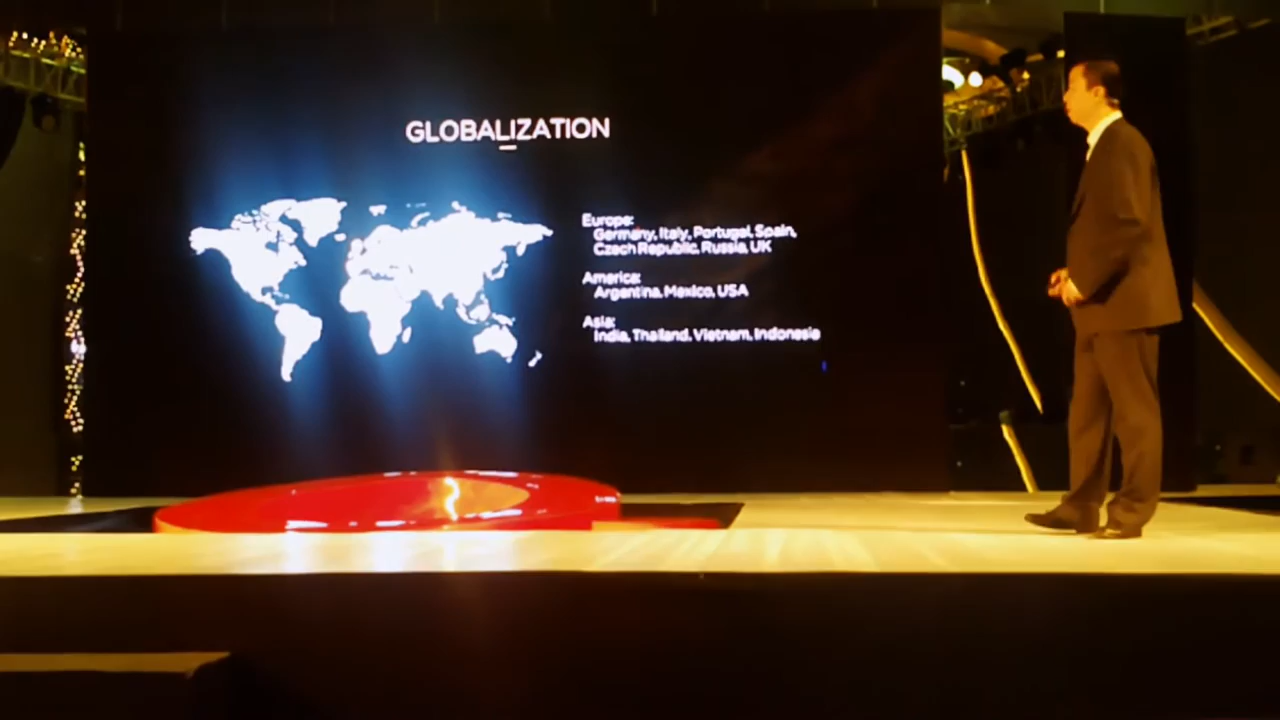 GLOBALIZATION
Europe:
Germany, Italy, Portugal, Spain,
Czech Republic, Russia, UK
America:
Argentina, Mexico, USA
Asia:
India, Thailand, Vietnam, Indonesia